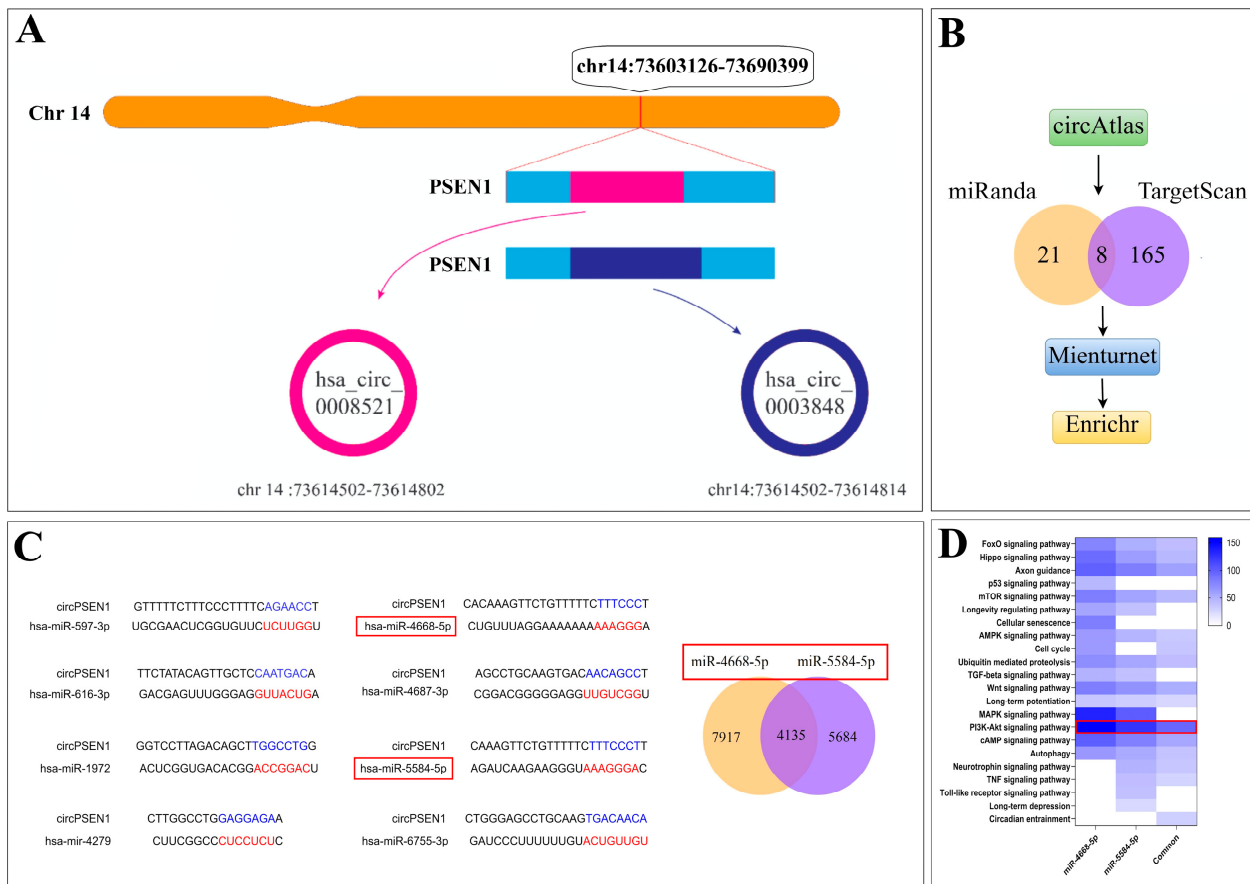 A
chr14:73603126-73690399
Chr 14
PSEN1
PSEN1
hsa_circ_
0008521
hsa_circ_
0003848
chr 14 :73614502-73614802
chr14:73614502-73614814
B
circAtlas
miRanda
TargetScan
21
8
165
Mienturnet
Enrichr
C
circPSEN1 GTTTTTCTTTCCCTTTTCAGAACCT
hsa-miR-597-3p UGCGAACUCGGUGUUCUCUUGGU
circPSEN1 CACAAAGTTCTGTTTTTCTTTCCCT
hsa-miR-4668-5p CUGUUUAGGAAAAAAAAAAGGGA
circPSEN1 TTCTATACAGTTGCTCCAATGACA
hsa-miR-616-3p GACGAGUUUGGGAGGUUACUGA
circPSEN1 AGCCTGCAAGTGACAACAGCCT
hsa-miR-4687-3p CGGACGGGGGAGGUUGUCGGU
circPSEN1 GGTCCTTAGACAGCTTGGCCTGG
hsa-miR-1972 ACUCGGUGACACGGACCGGACU
circPSEN1 CAAAGTTCTGTTTTTCTTTCCCTT
hsa-miR-5584-5p AGAUCAAGAAGGGUAAAGGGAC
circPSEN1 CTTGGCCTGGAGGAGAA
hsa-mir-4279 CUUCGGCCCUCCUCUC
circPSEN1 CTGGGAGCCTGCAAGTGACAACA
hsa-miR-6755-3p GAUCCCUUUUUUGUACUGUUGU
miR-4668-5p miR-5584-5p
7917
4135
5684
D
FoxO signaling pathway
Hippo signaling pathway
Axon guidance
p53 signaling pathway
mTOR signaling pathway
Longevity regulating pathway
Cellular senescence
AMPK signaling pathway
Cell cycle
Ubiquitin mediated proteolysis
TGF-beta signaling pathway
Wnt signaling pathway
Long term potentiation
MAPK signaling pathway
PI3K-Akt signaling pathway
cAMP signaling pathway
Autophagy
Neurotrophin signaling pathway
TNF signaling pathway
Toll-like receptor signaling pathway
Long-term depression
Circadian entrainment
miR-4668-5p
miR-5584-5p
Common
150
100
50
0